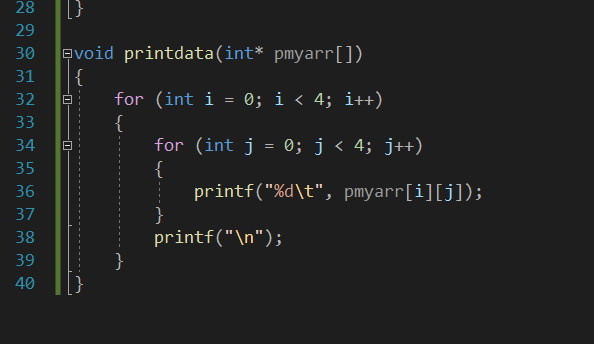 28 }
29
30 void printdata(int* pmyarr[])
31 {
32     for (int i = 0; i < 4; i++)
33     {
34         for (int j = 0; j < 4; j++)
35         {
36             printf("%d\t", pmyarr[i][j]);
37         }
38         printf("\n");
39     }
40 }